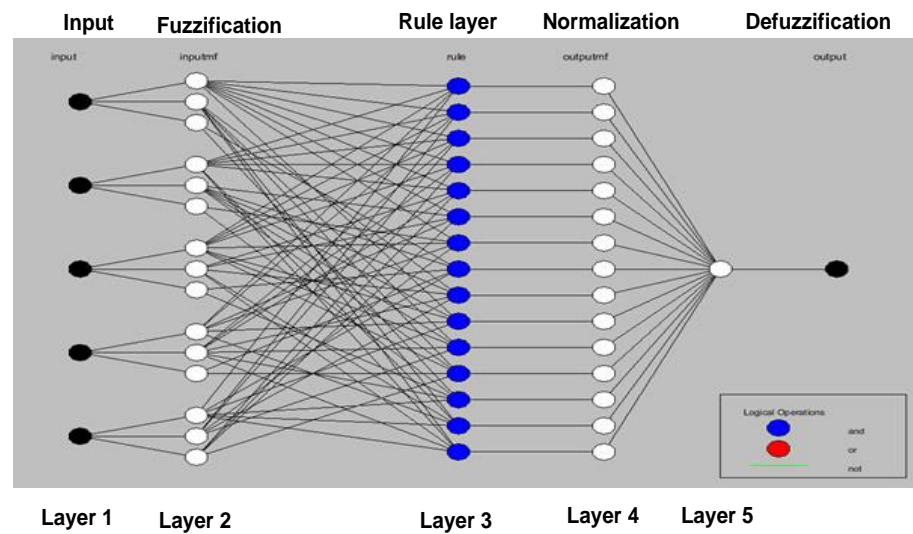 Input Fuzzification Rule layer Normalization Defuzzification
input inputmf rule outputmf output
Logical Operations
and
or
not
Layer 1 Layer 2 Layer 3 Layer 4 Layer 5